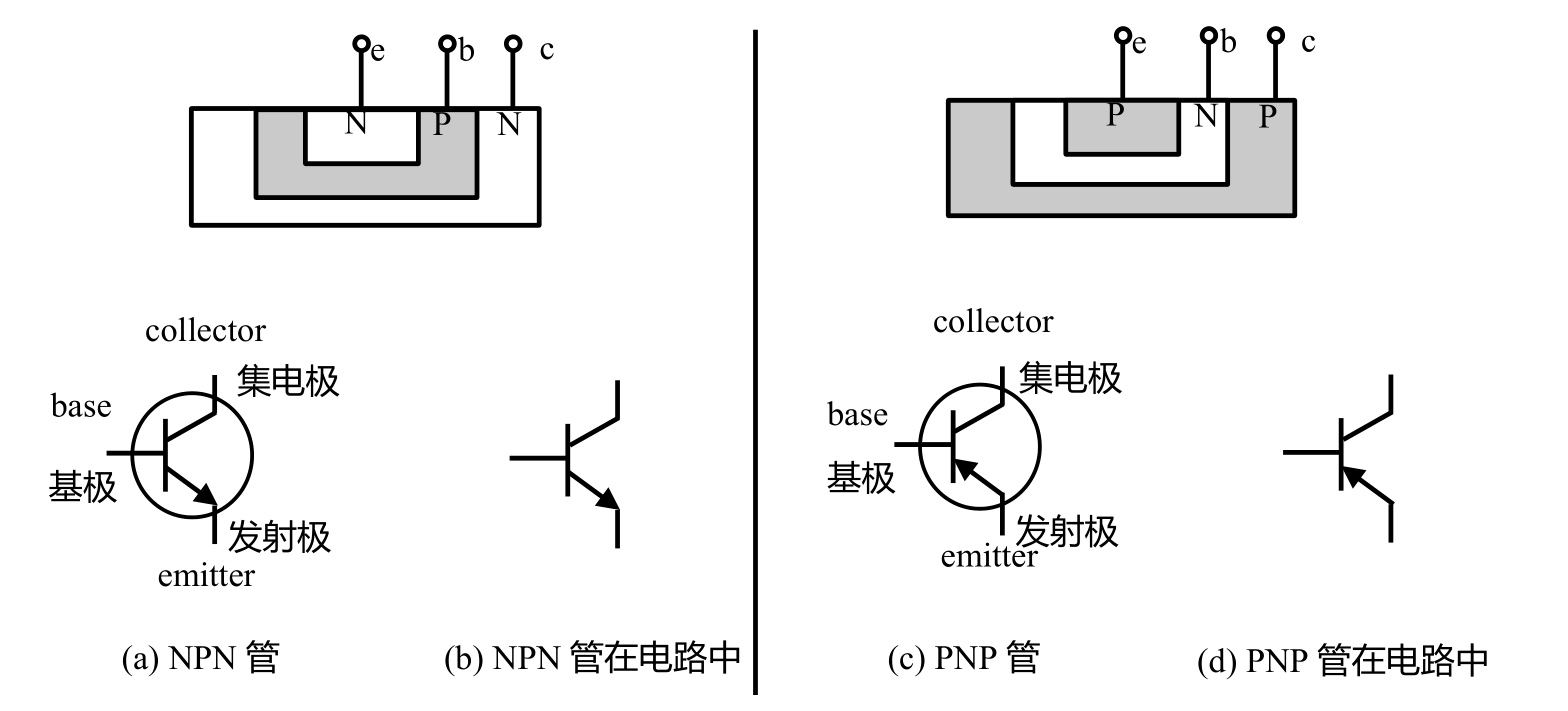 e b c
N P N
collector
集电极
base
基极
发射极
emitter
(a) NPN 管
(b) NPN 管在电路中
e b c
P N P
collector
集电极
base
基极
发射极
emitter
(c) PNP 管
(d) PNP 管在电路中